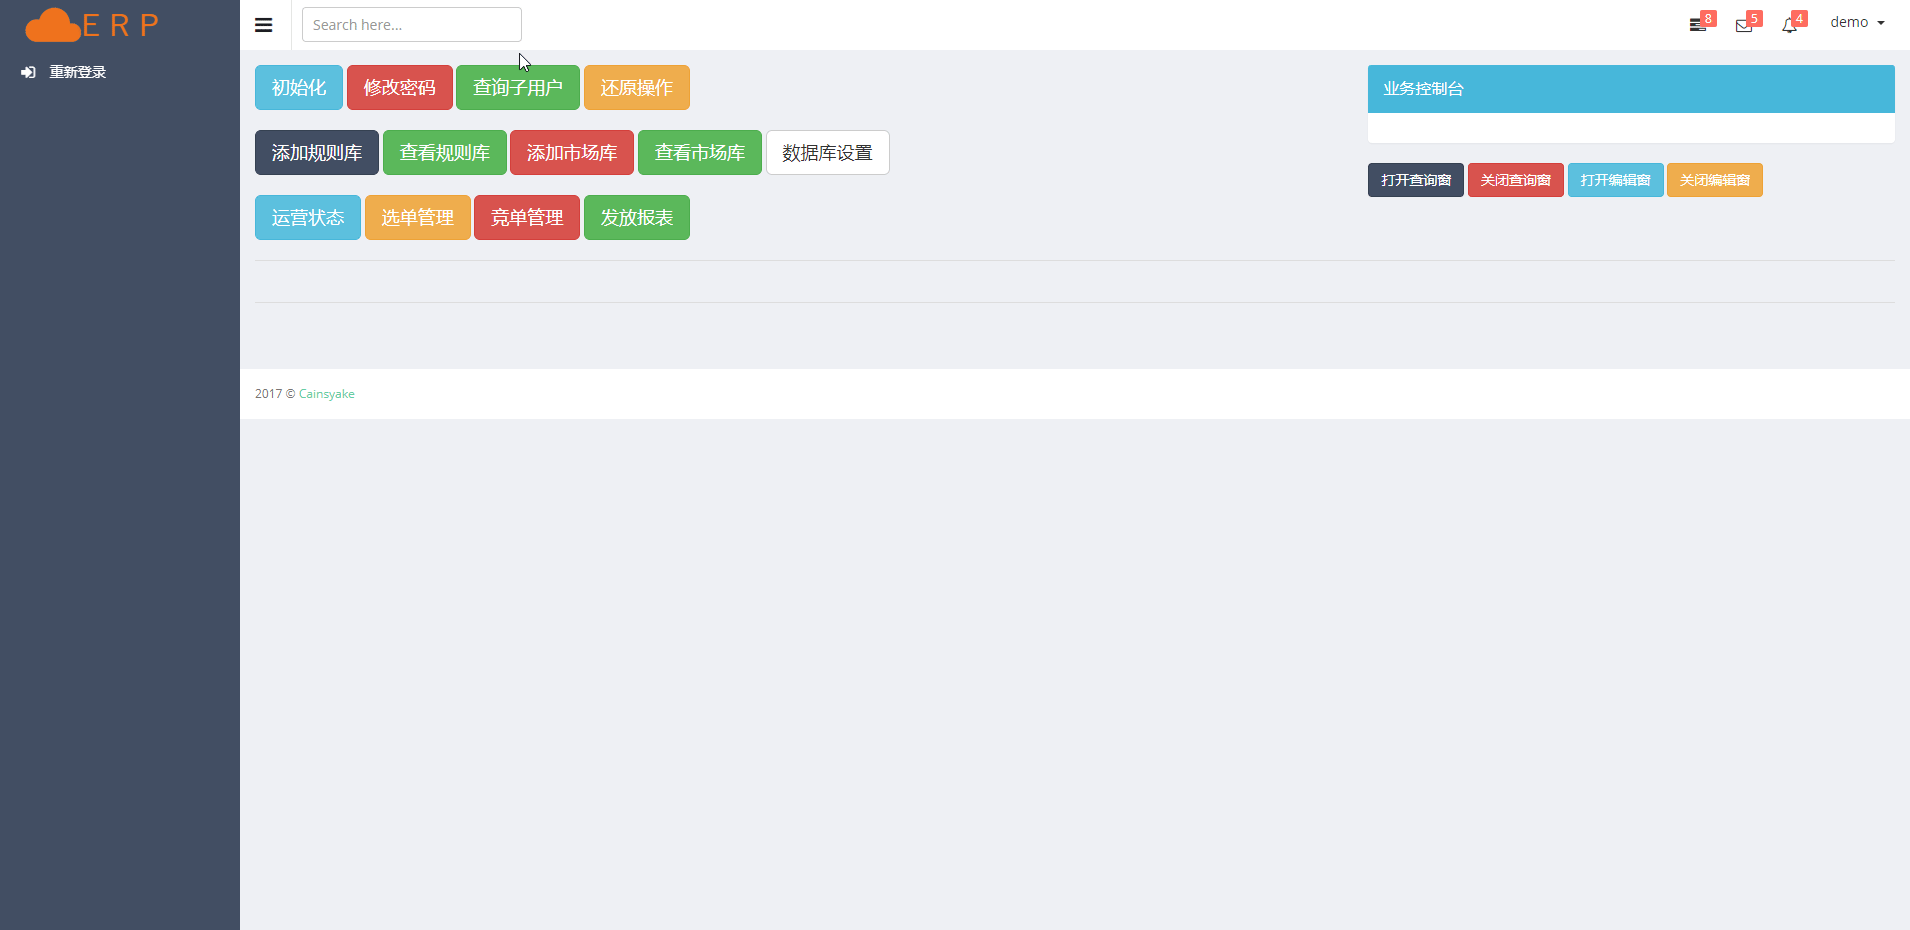 ERP
重新登录
Search here...
8
5
4
demo
初始化 修改密码 查询子用户 还原操作
添加规则库 查看规则库 添加市场库 查看市场库 数据库设置
运营状态 选单管理 竞单管理 发放报表
业务控制台
打开查询窗 关闭查询窗 打开编辑窗 关闭编辑窗
2017 © Cainsyake